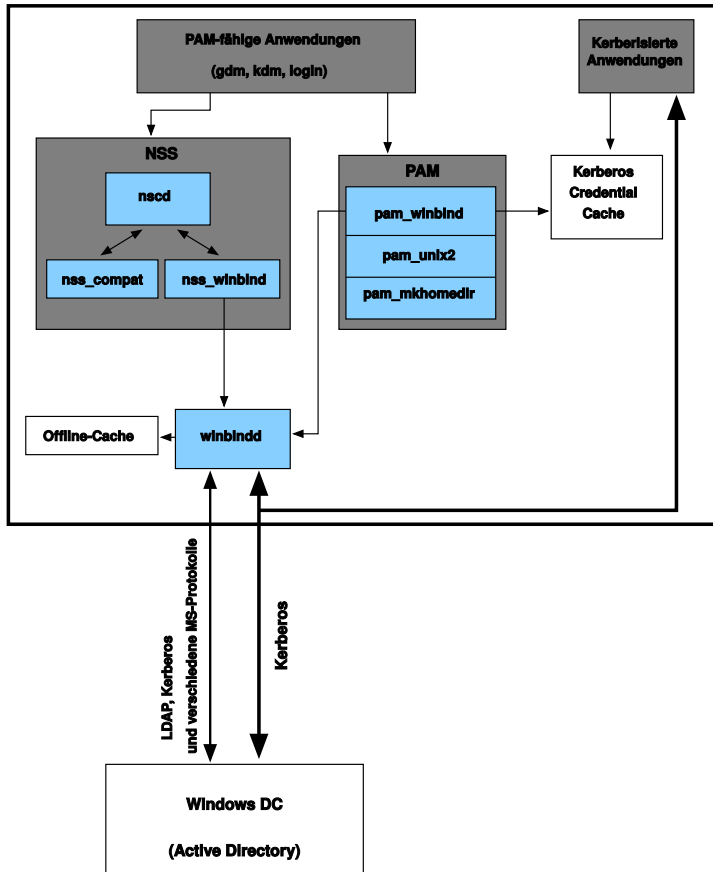 PAM-fähige Anwendungen
(gdm, kdm, login)
Kerberisierte
Anwendungen
NSS
nscd
nss_compat
nss_winbind
PAM
pam_winbind
pam_unix2
pam_mkhomedir
Kerberos
Credential
Cache
Offline-Cache
winbindd
LDAP, Kerberos
und verschiedene MS-Protokolle
Kerberos
Windows DC
(Active Directory)